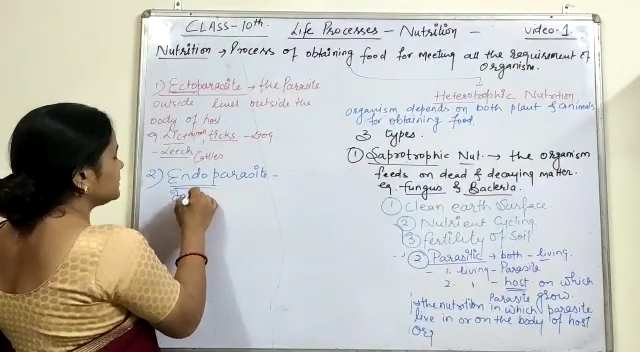 CLASS-10th Life Processes - Nutrition - video-1
Nutrition → Process of obtaining food for meeting all the requirement of
organism.
1) Ectoparasite → the Parasite
outside lives outside the
body of host.
eg. Lice, ticks - Dog
- Leech Cattles
2) Endoparasite -
2
Heterotrophic Nutrition
organism depends on both plant & animals
for obtaining food.
3 types.
① Saprotrophic Nut. → the organism
feeds on dead & decaying matter.
eg. fungus & Bacteria.
① Clean earth Surface.
② Nutrient Cycling.
③ fertility of Soil.
② Parasitic → both - living.
- 1. living - Parasite
2. " - host on which
Parasite grow.
→ the nutrition in which parasite
live in or on the body of host
org